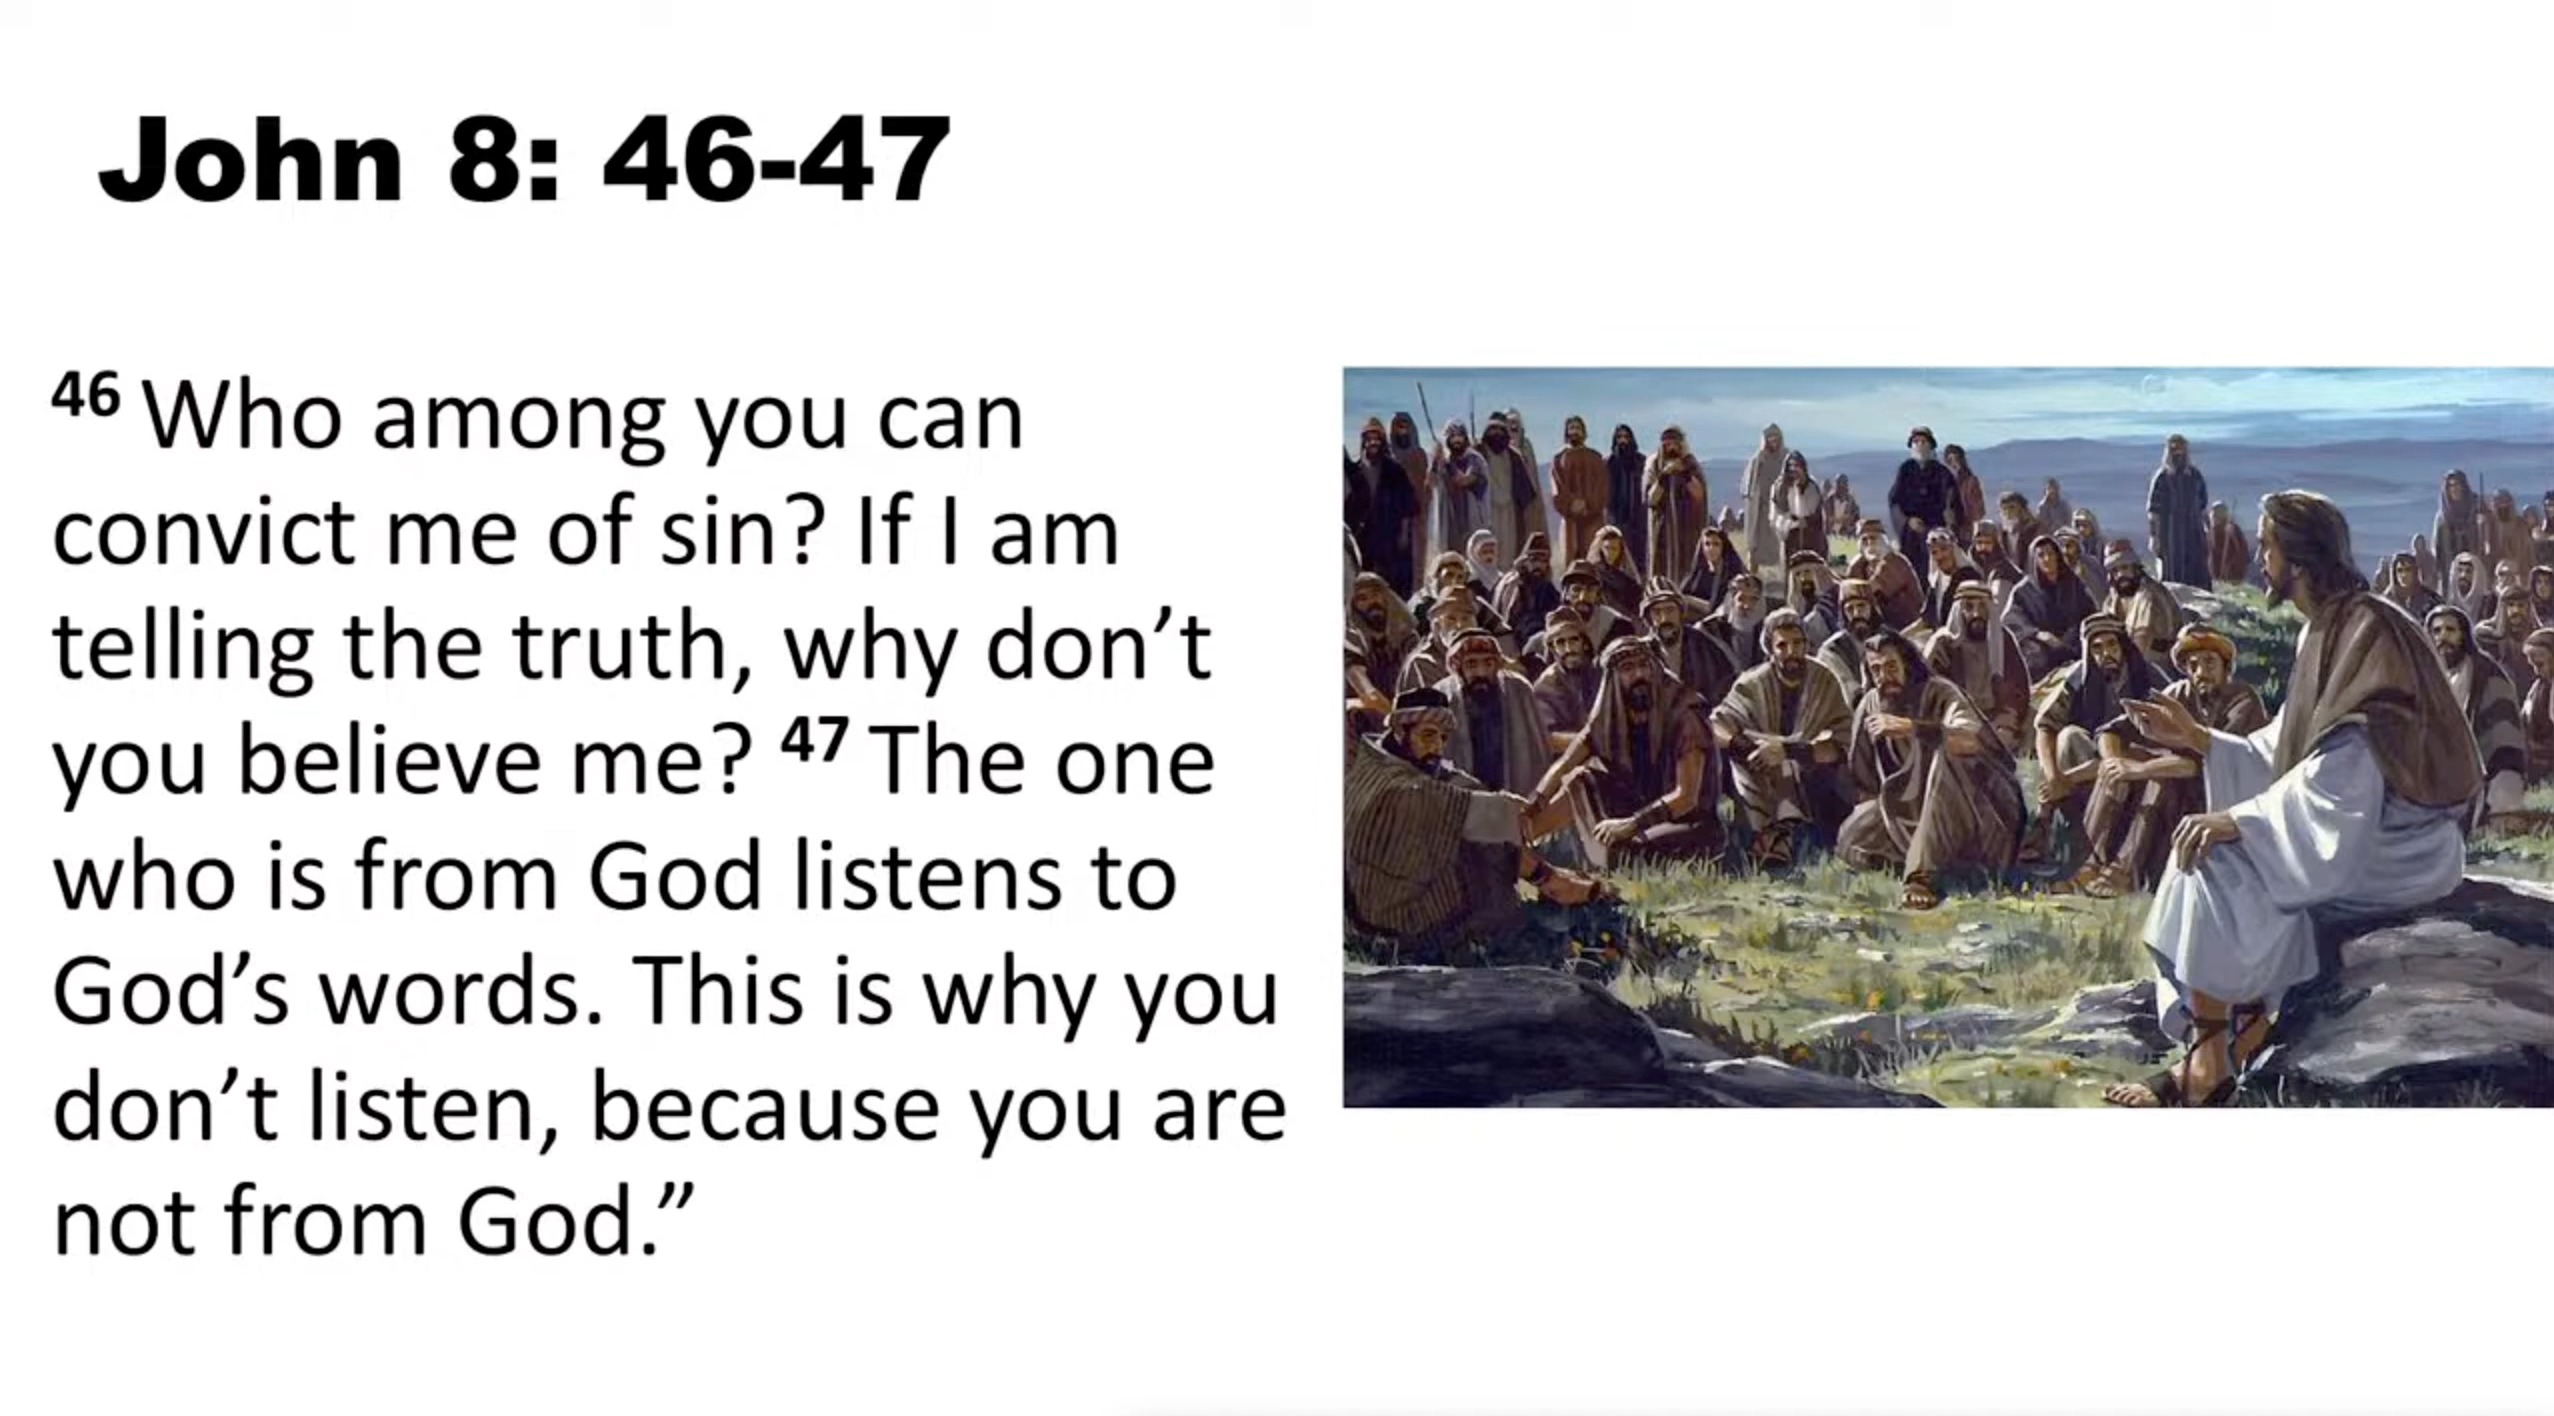 John 8: 46-47
46 Who among you can
convict me of sin? If I am
telling the truth, why don’t
you believe me? 47 The one
who is from God listens to
God’s words. This is why you
don’t listen, because you are
not from God.”